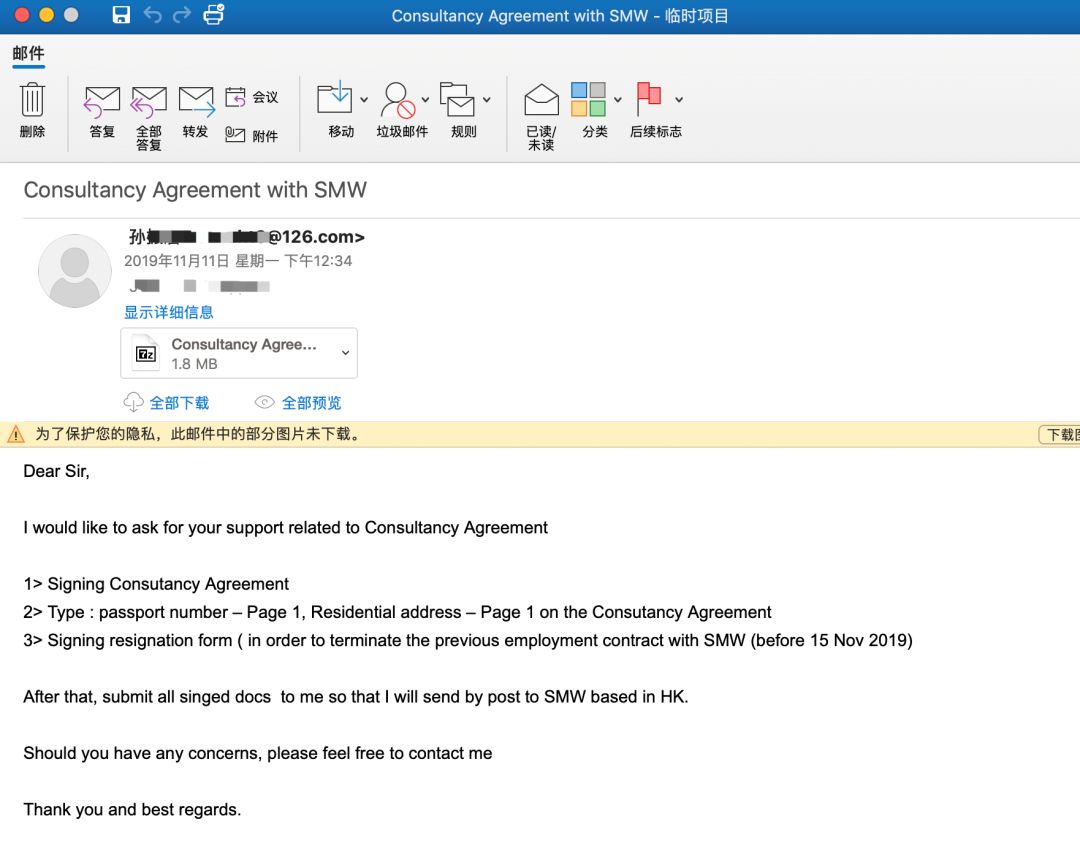 Consultancy Agreement with SMW - 临时项目
邮件
删除
答复
全部答复
转发
会议
附件
移动
垃圾邮件
规则
已读/未读
分类
后续标志
Consultancy Agreement with SMW
孙 @126.com>
2019年11月11日 星期一 下午12:34
显示详细信息
7z
Consultancy Agree...
1.8 MB
全部下载
全部预览
为了保护您的隐私，此邮件中的部分图片未下载。
下载
Dear Sir,
I would like to ask for your support related to Consultancy Agreement
1> Signing Consutancy Agreement
2> Type : passport number – Page 1, Residential address – Page 1 on the Consutancy Agreement
3> Signing resignation form ( in order to terminate the previous employment contract with SMW (before 15 Nov 2019)
After that, submit all singed docs  to me so that I will send by post to SMW based in HK.
Should you have any concerns, please feel free to contact me
Thank you and best regards.